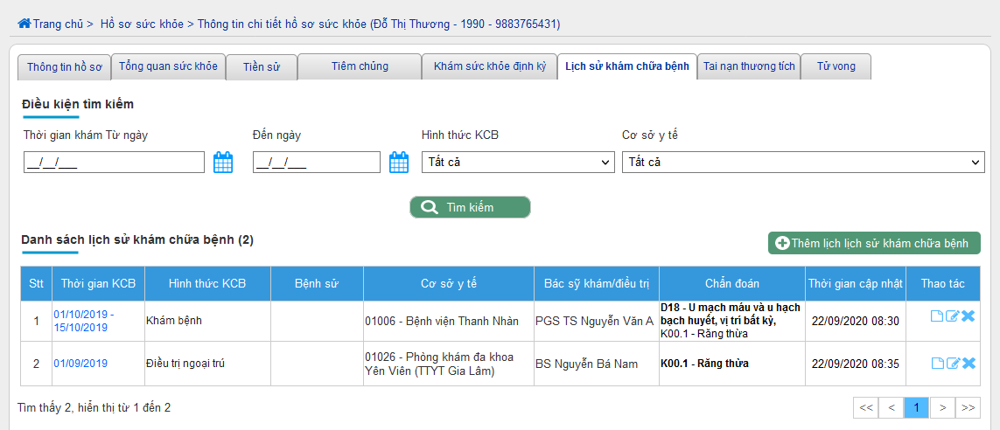 Trang chủ > Hồ sơ sức khỏe > Thông tin chi tiết hồ sơ sức khỏe (Đỗ Thị Thương - 1990 - 9883765431)
Thông tin hồ sơ Tổng quan sức khỏe Tiền sử Tiêm chủng Khám sức khỏe định kỳ Lịch sử khám chữa bệnh Tai nạn thương tích Tử vong
Điều kiện tìm kiếm
Thời gian khám Từ ngày Đến ngày Hình thức KCB Cơ sở y tế
__/__/___ __/__/___ Tất cả Tất cả
Tìm kiếm
Danh sách lịch sử khám chữa bệnh (2) Thêm lịch lịch sử khám chữa bệnh
Stt Thời gian KCB Hình thức KCB Bệnh sử Cơ sở y tế Bác sỹ khám/điều trị Chẩn đoán Thời gian cập nhật Thao tác
1 01/10/2019 - 15/10/2019 Khám bệnh 01006 - Bệnh viện Thanh Nhàn PGS TS Nguyễn Văn A D18 - U mạch máu và u hạch bạch huyết, vị trí bất kỳ, K00.1 - Răng thừa 22/09/2020 08:30
2 01/09/2019 Điều trị ngoại trú 01026 - Phòng khám đa khoa Yên Viên (TTYT Gia Lâm) BS Nguyễn Bá Nam K00.1 - Răng thừa 22/09/2020 08:35
Tìm thấy 2, hiển thị từ 1 đến 2 << < 1 > >>